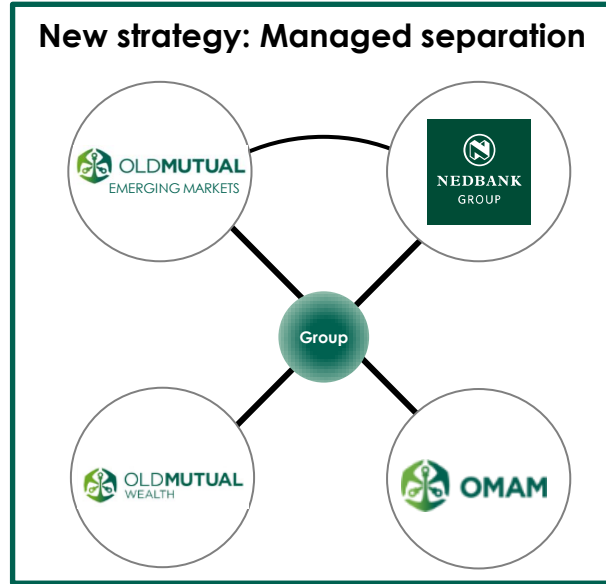 New strategy: Managed separation
OLDMUTUAL
EMERGING MARKETS
NEDBANK
GROUP
Group
OLDMUTUAL
WEALTH
OMAM